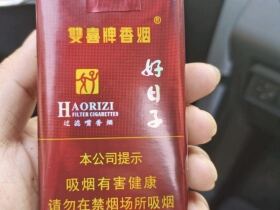 雙喜牌香烟
好日子
HAORIZI
FILTER CIGARETTES
过滤嘴香烟
本公司提示
吸烟有害健康
请勿在禁烟场所吸烟